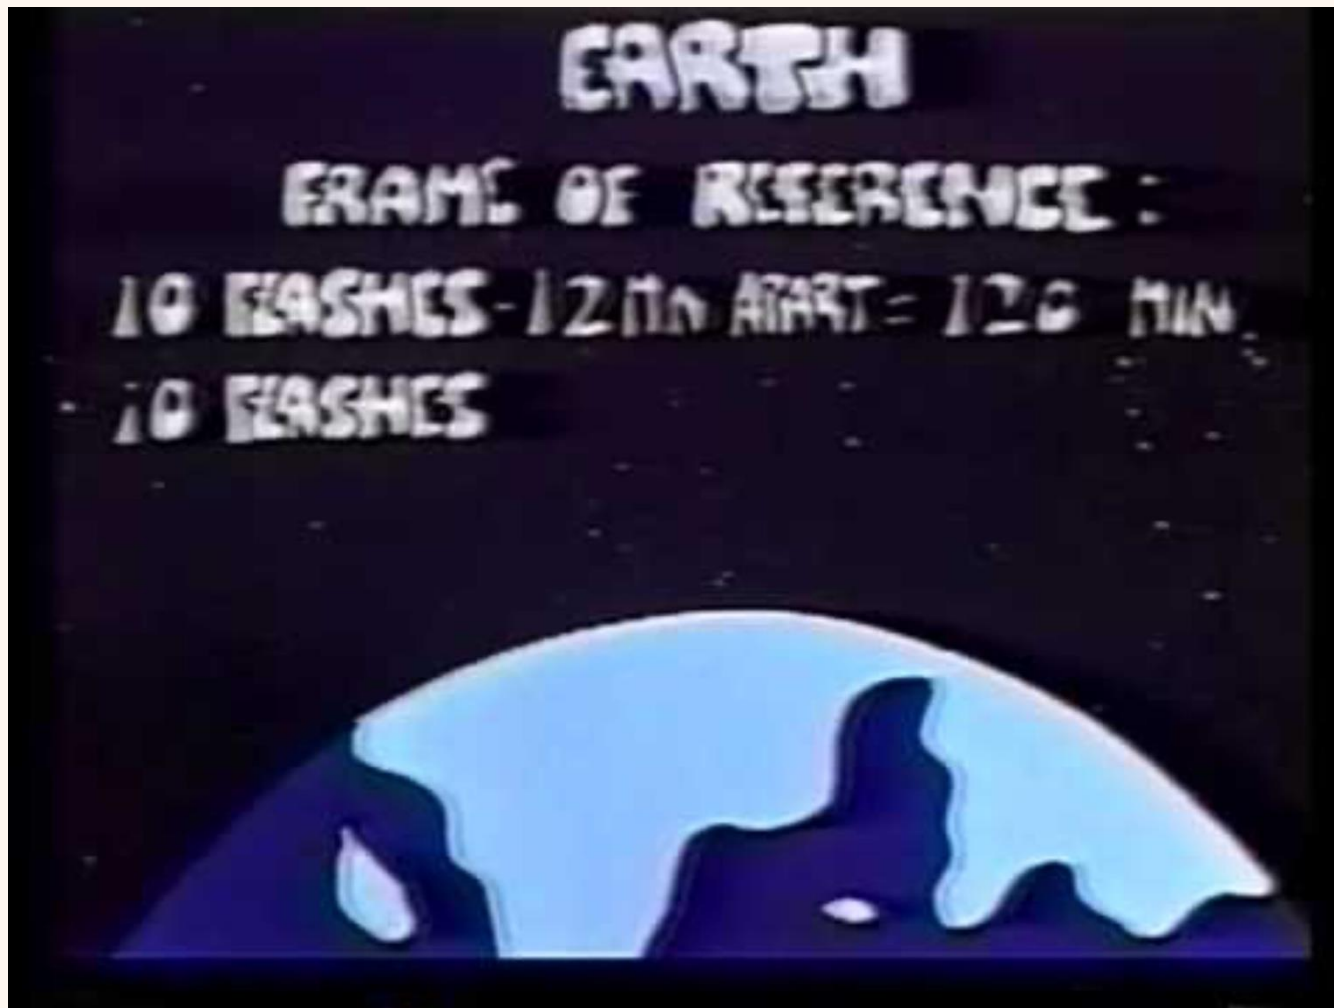 EARTH
FRAME OF REFERENCE:
10 FLASHES-12 MIN APART = 120 MIN.
10 FLASHES